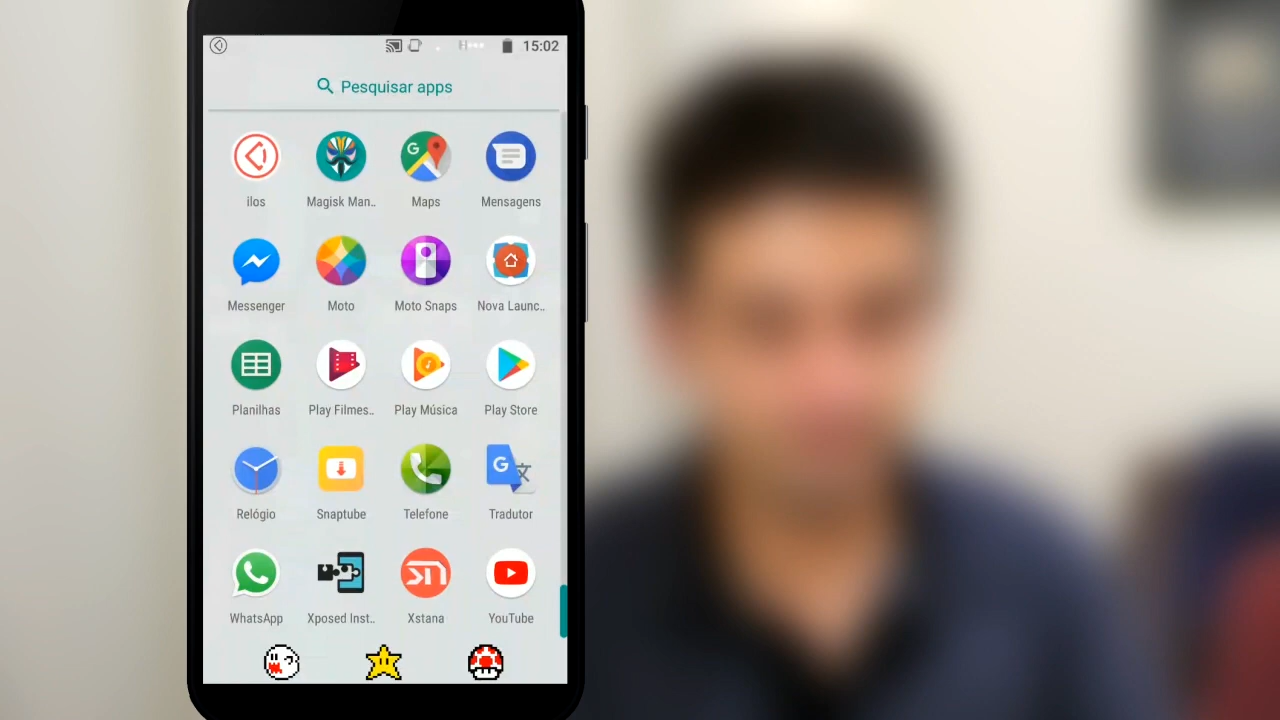 15:02
Pesquisar apps
ilos
Magisk Man..
Maps
Mensagens
Messenger
Moto
Moto Snaps
Nova Launc..
Planilhas
Play Filmes..
Play Música
Play Store
Relógio
Snaptube
Telefone
Tradutor
WhatsApp
Xposed Inst..
Xstana
YouTube